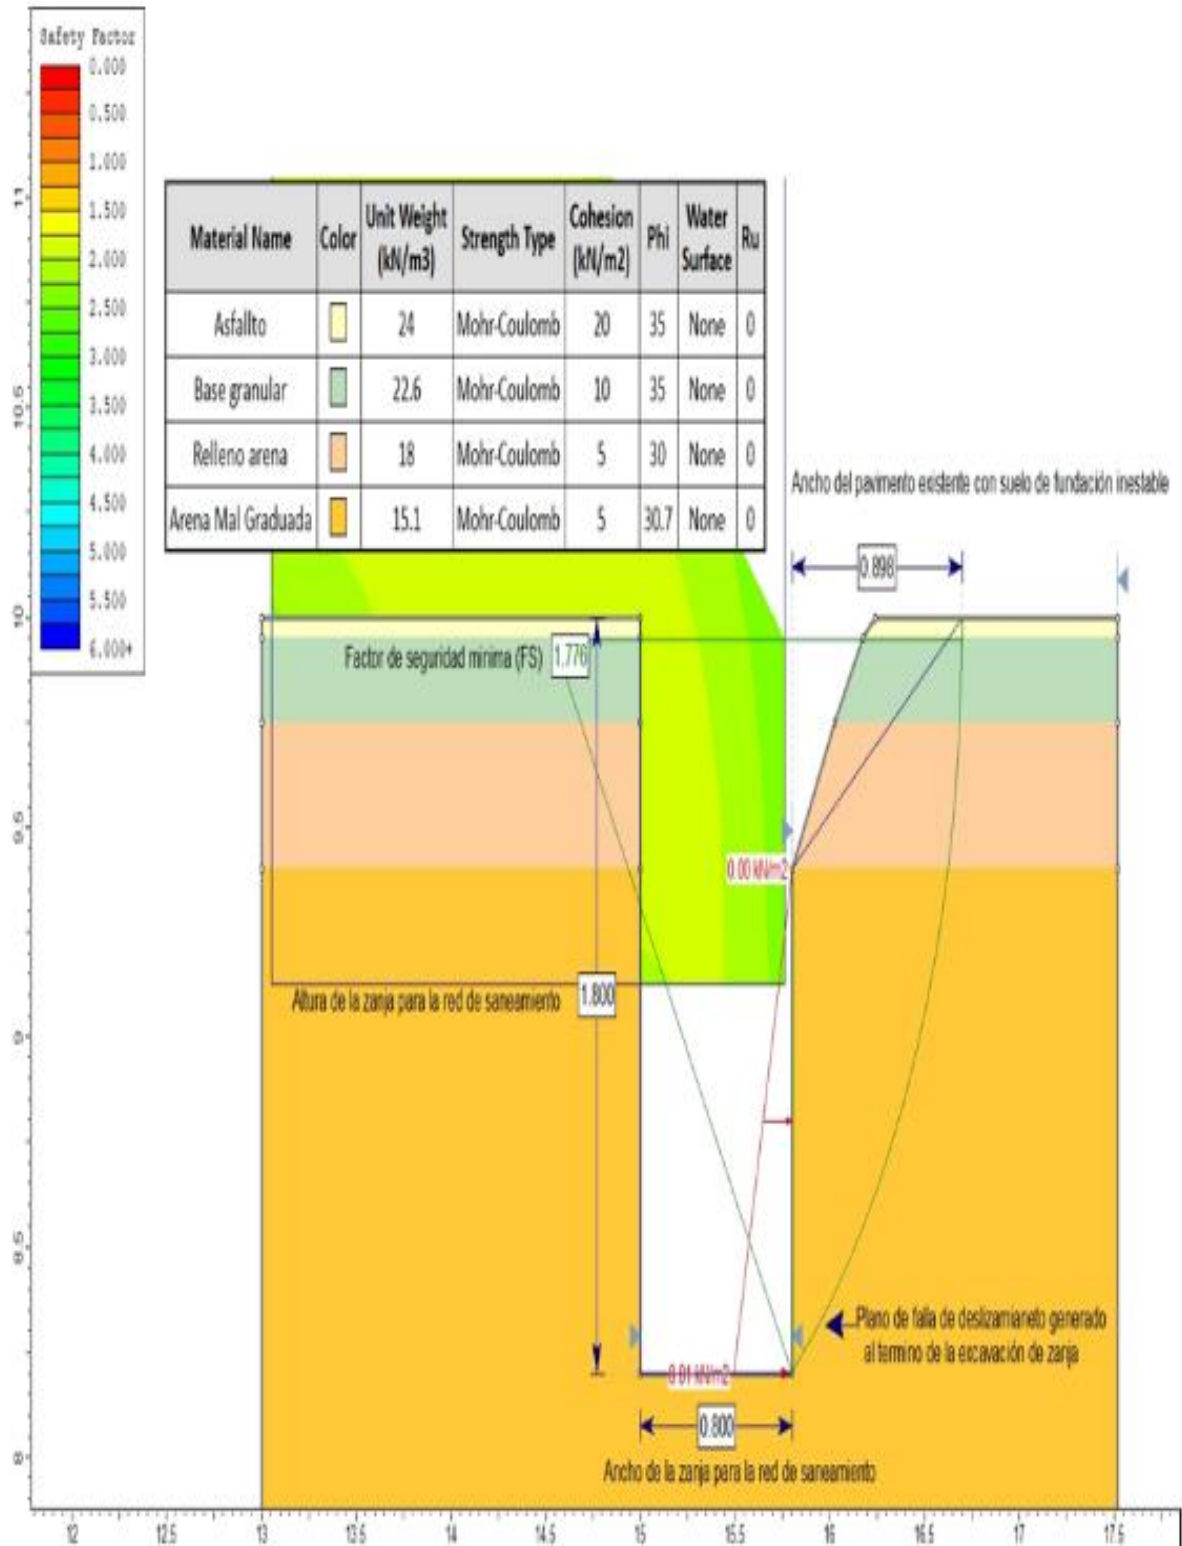 Safety Factor
0.000
0.500
1.000
1.500
2.000
2.500
3.000
3.500
4.000
4.500
5.000
5.500
6.000+
Material Name Color Unit Weight (kN/m3) Strength Type Cohesion (kN/m2) Phi Water Surface Ru
Asfallto 24 Mohr-Coulomb 20 35 None 0
Base granular 22.6 Mohr-Coulomb 10 35 None 0
Relleno arena 18 Mohr-Coulomb 5 30 None 0
Arena Mal Graduada 15.1 Mohr-Coulomb 5 30.7 None 0
Ancho del pavimento existente con suelo de fundación inestable
0.898
Factor de seguridad minima (FS) 1.776
0.00 kN/m2
Altura de la zanja para la red de saneamiento 1.800
Plano de falla de deslizamianeto generado
al termino de la excavación de zanja
0.01 kN/m2
0.800
Ancho de la zanja para la red de saneamiento
11
10.5
10
9.5
9
8.5
8
12 12.5 13 13.5 14 14.5 15 15.5 16 16.5 17 17.5